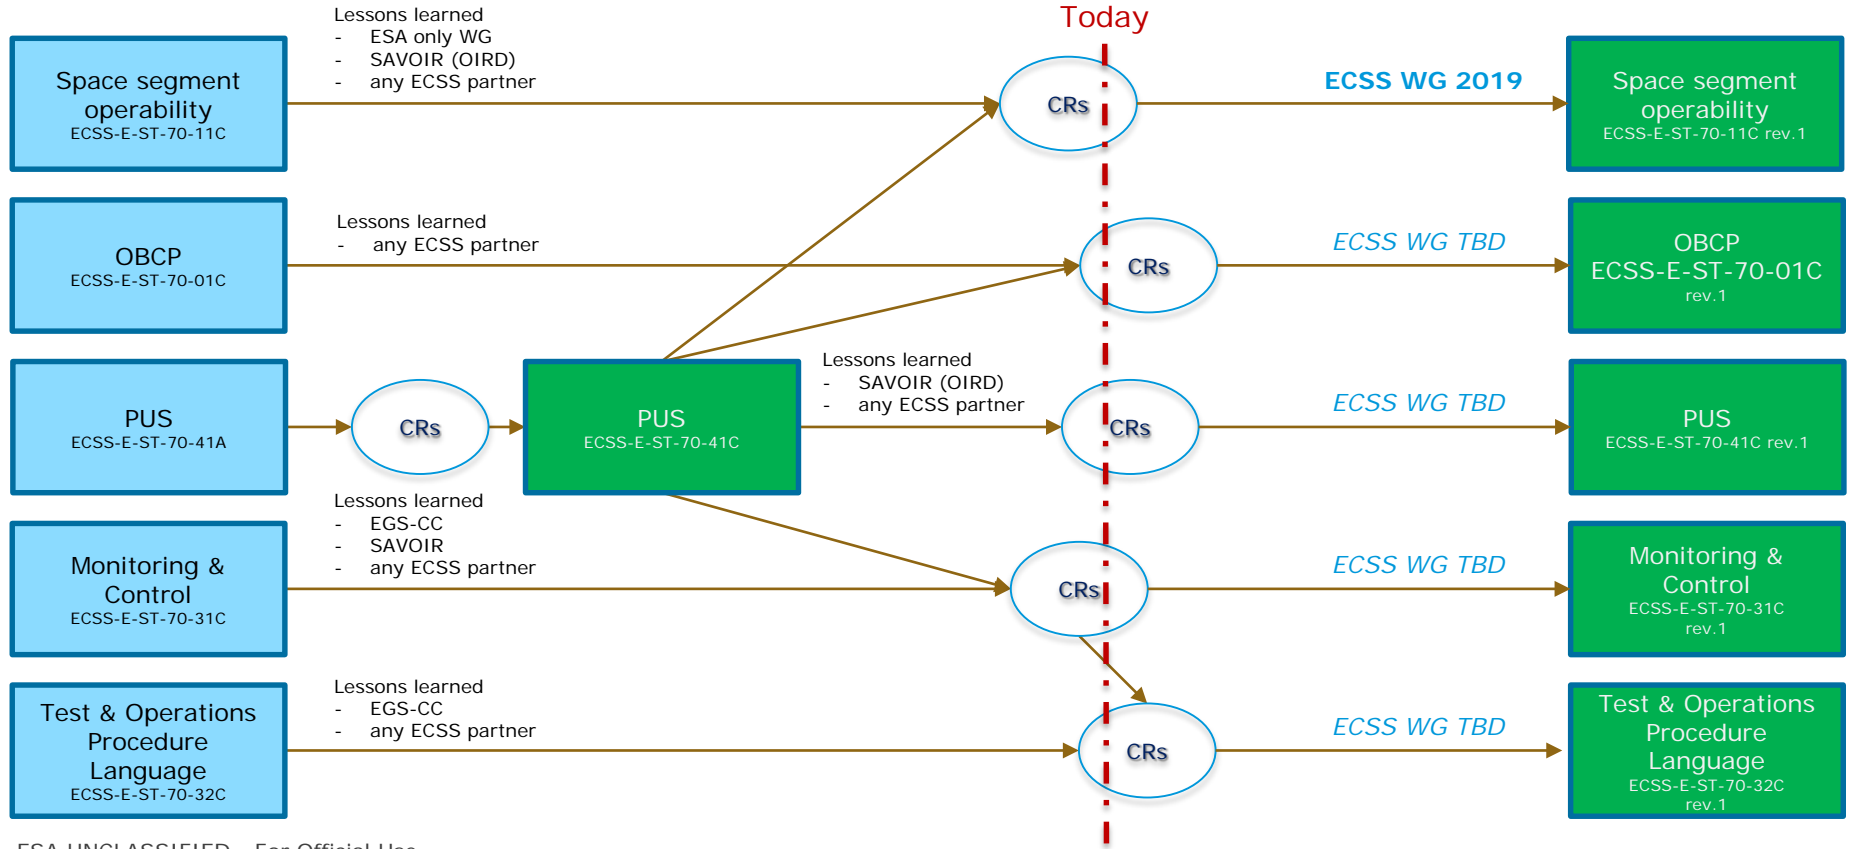 Today
Lessons learned
- ESA only WG
- SAVOIR (OIRD)
- any ECSS partner
Space segment
operability
ECSS-E-ST-70-11C
CRs
ECSS WG 2019
Space segment
operability
ECSS-E-ST-70-11C rev.1
Lessons learned
- any ECSS partner
OBCP
ECSS-E-ST-70-01C
CRs
ECSS WG TBD
OBCP
ECSS-E-ST-70-01C
rev.1
PUS
ECSS-E-ST-70-41A
CRs
PUS
ECSS-E-ST-70-41C
Lessons learned
- SAVOIR (OIRD)
- any ECSS partner
CRs
ECSS WG TBD
PUS
ECSS-E-ST-70-41C rev.1
Lessons learned
- EGS-CC
- SAVOIR
- any ECSS partner
Monitoring &
Control
ECSS-E-ST-70-31C
CRs
ECSS WG TBD
Monitoring &
Control
ECSS-E-ST-70-31C
rev.1
Lessons learned
- EGS-CC
- any ECSS partner
Test & Operations
Procedure
Language
ECSS-E-ST-70-32C
CRs
ECSS WG TBD
Test & Operations
Procedure
Language
ECSS-E-ST-70-32C
rev.1
ESA UNCLASSIFIED - For Official Use